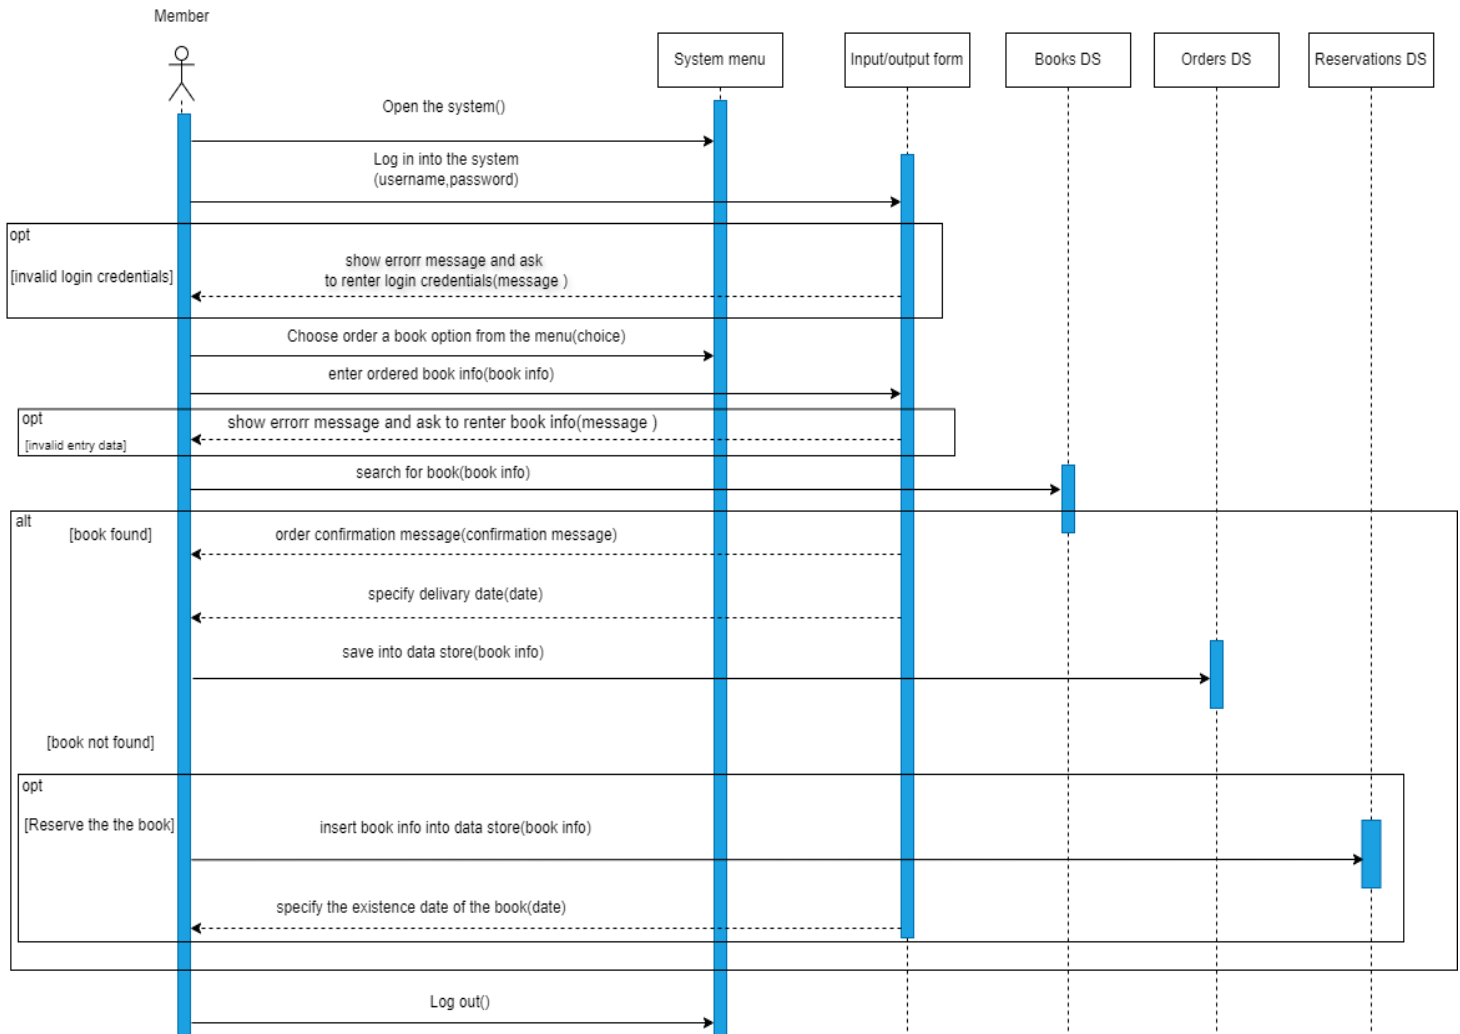 Member
System menu
Input/output form
Books DS
Orders DS
Reservations DS
Open the system()
Log in into the system
(username,password)
opt
[invalid login credentials]
show errorr message and ask
to renter login credentials(message )
Choose order a book option from the menu(choice)
enter ordered book info(book info)
opt
[invalid entry data]
show errorr message and ask to renter book info(message )
search for book(book info)
alt
[book found]
order confirmation message(confirmation message)
specify delivary date(date)
save into data store(book info)
[book not found]
opt
[Reserve the the book]
insert book info into data store(book info)
specify the existence date of the book(date)
Log out()